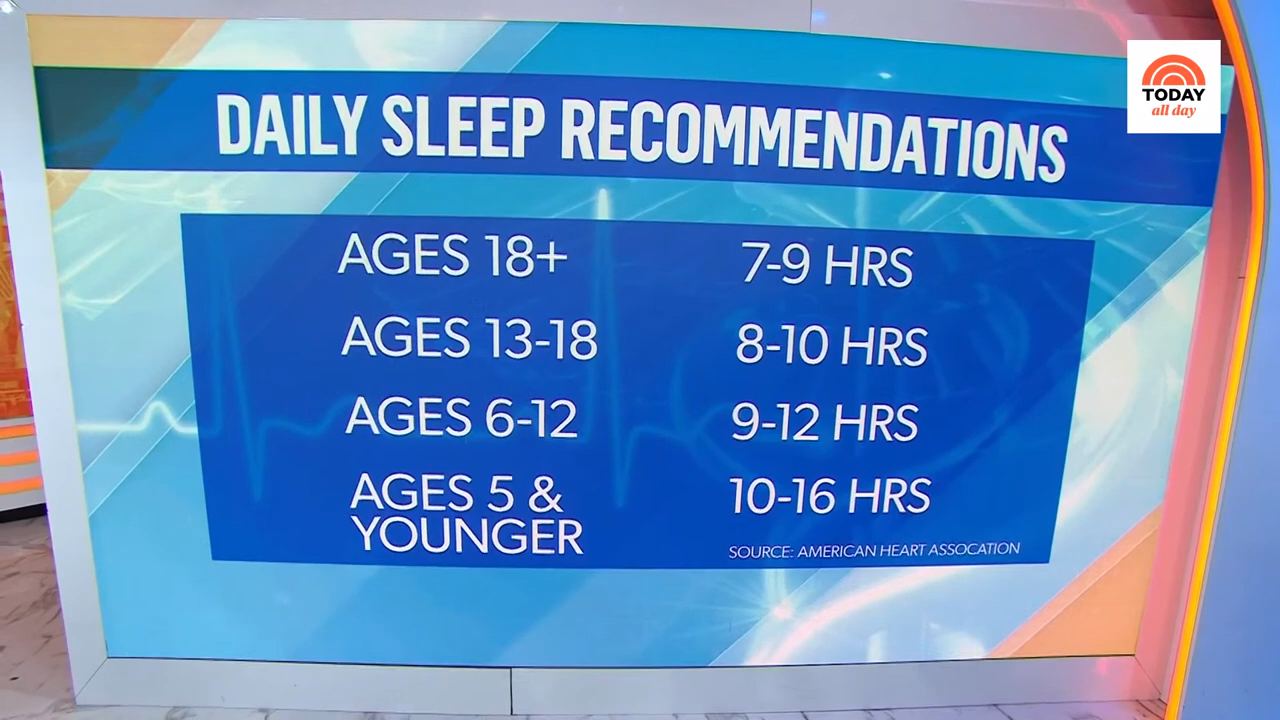 TODAY
all day
DAILY SLEEP RECOMMENDATIONS
AGES 18+ 7-9 HRS
AGES 13-18 8-10 HRS
AGES 6-12 9-12 HRS
AGES 5 & 10-16 HRS
YOUNGER
SOURCE: AMERICAN HEART ASSOCATION